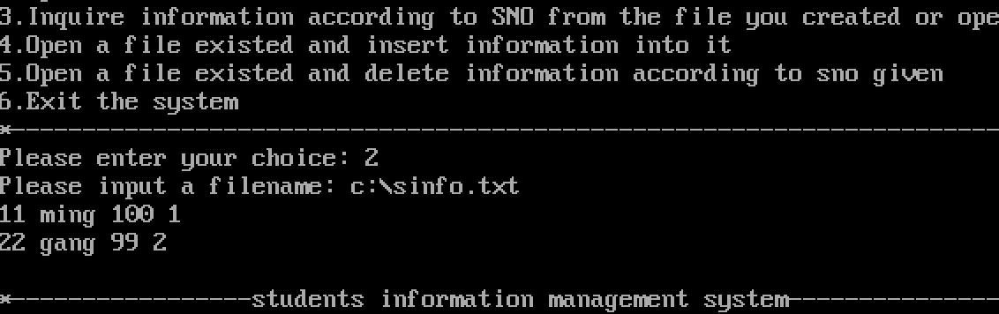 3.Inquire information according to SNO from the file you created or ope
4.Open a file existed and insert information into it
5.Open a file existed and delete information according to sno given
6.Exit the system
*-----------------------------------------------------------------------
Please enter your choice: 2
Please input a filename: c:\sinfo.txt
11 ming 100 1
22 gang 99 2
*-----------------students information management system---------------